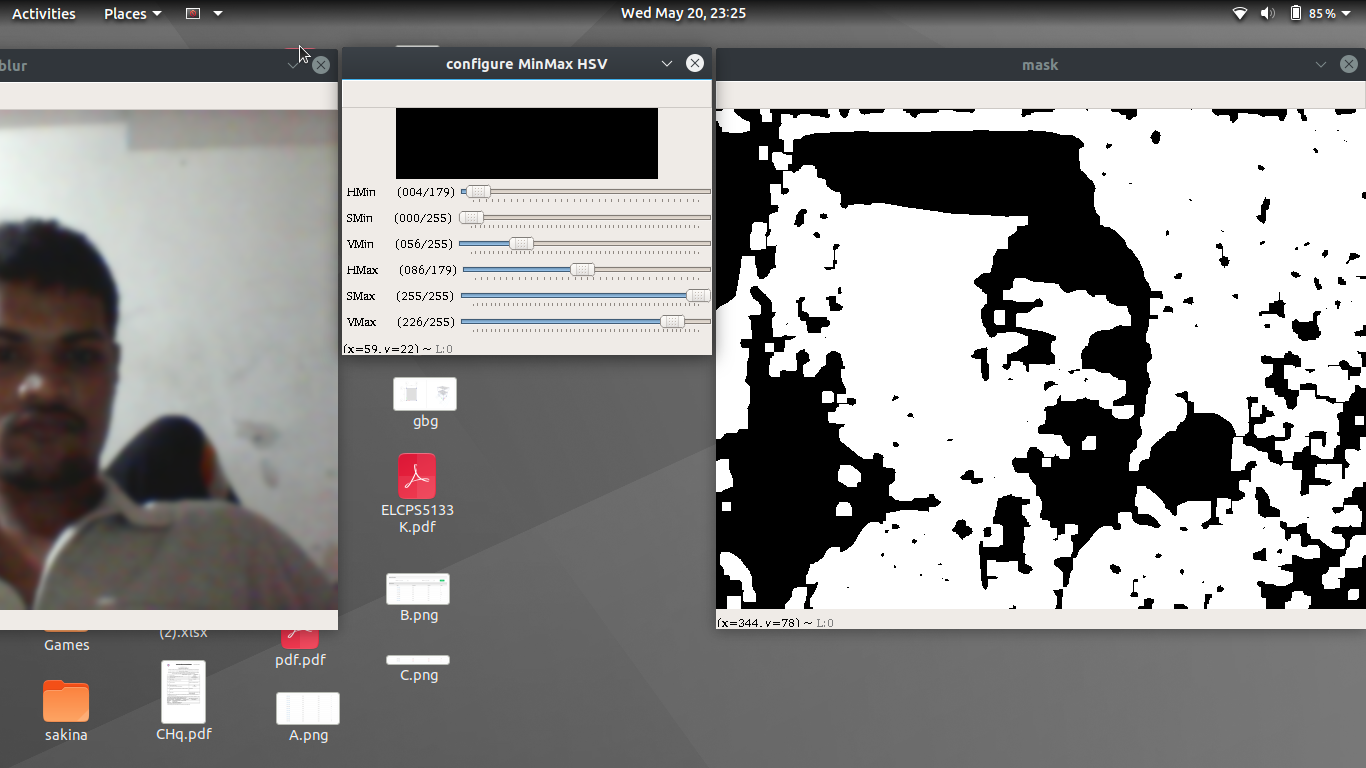 Activities
Places
Wed May 20, 23:25
85%
blur
configure MinMax HSV
mask
HMin (004/179)
SMin (000/255)
VMin (056/255)
HMax (086/179)
SMax (255/255)
VMax (226/255)
(x=59, y=22) ~ L:0
(x=344, y=78) ~ L:0
gbg
ELCPS5133
K.pdf
B.png
Games
(2).xlsx
pdf.pdf
C.png
sakina
CHq.pdf
A.png